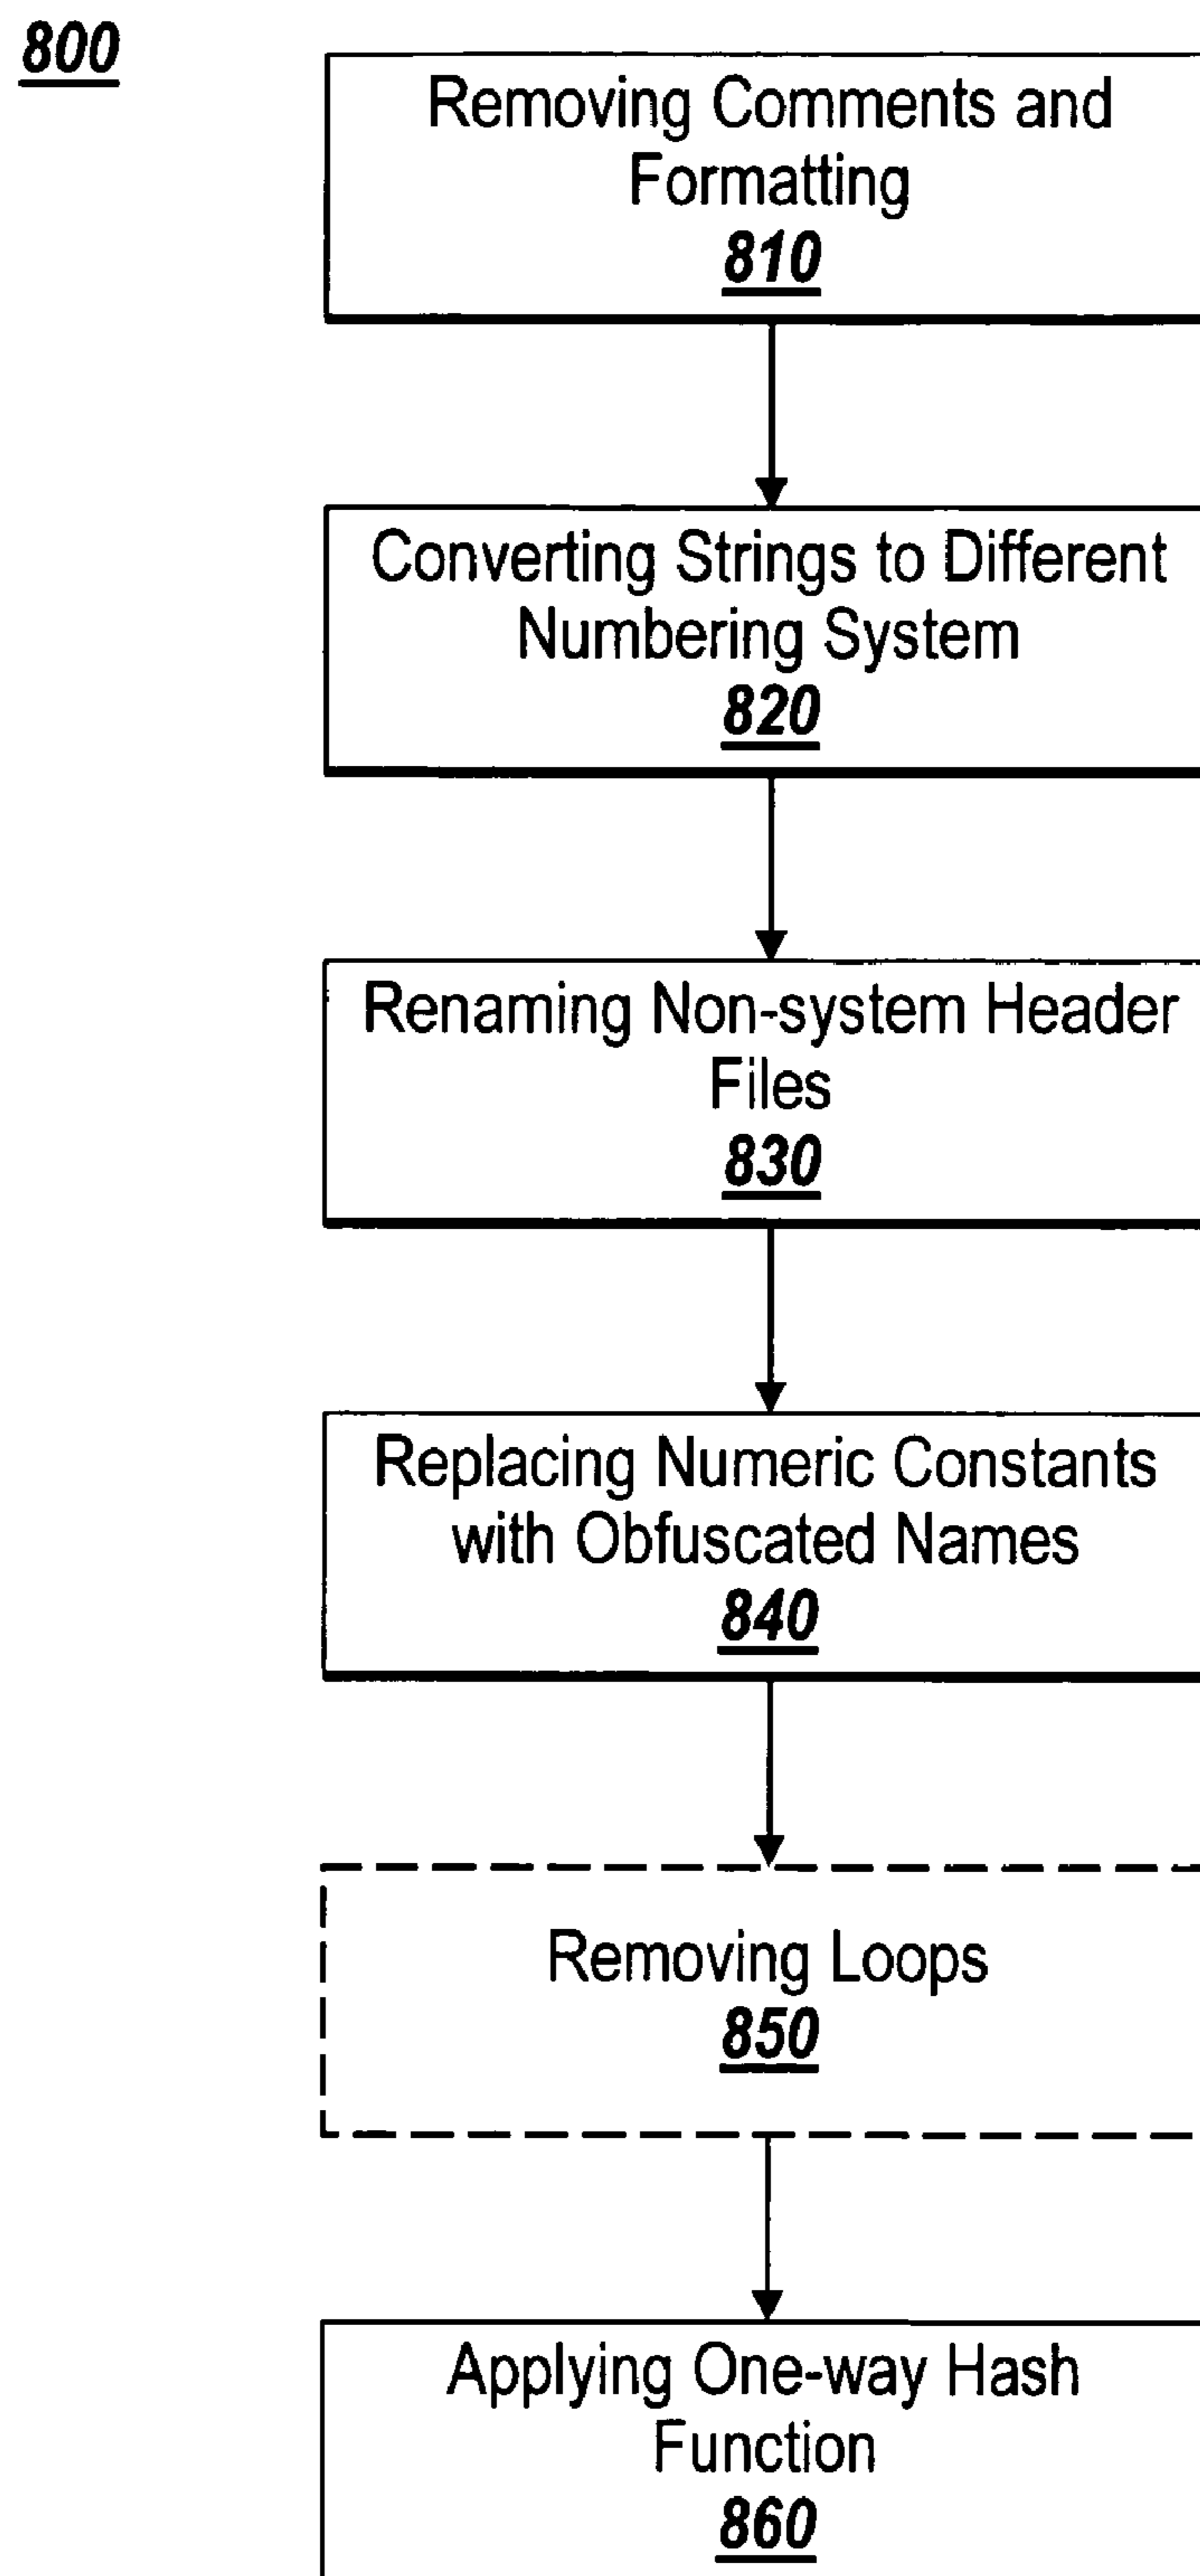 800
Removing Comments and
Formatting
810
Converting Strings to Different
Numbering System
820
Renaming Non-system Header
Files
830
Replacing Numeric Constants
with Obfuscated Names
840
Removing Loops
850
Applying One-way Hash
Function
860